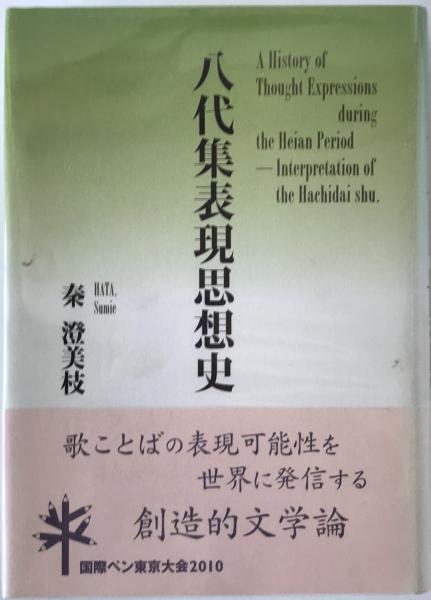 八代集表現思想史
A History of
Thought Expressions
during
the Heian Period
— Interpretation of
the Hachidai shu.
秦 澄美枝
HATA,
Sumie
歌ことばの表現可能性を
世界に発信する
創造的文学論
国際ペン東京大会2010